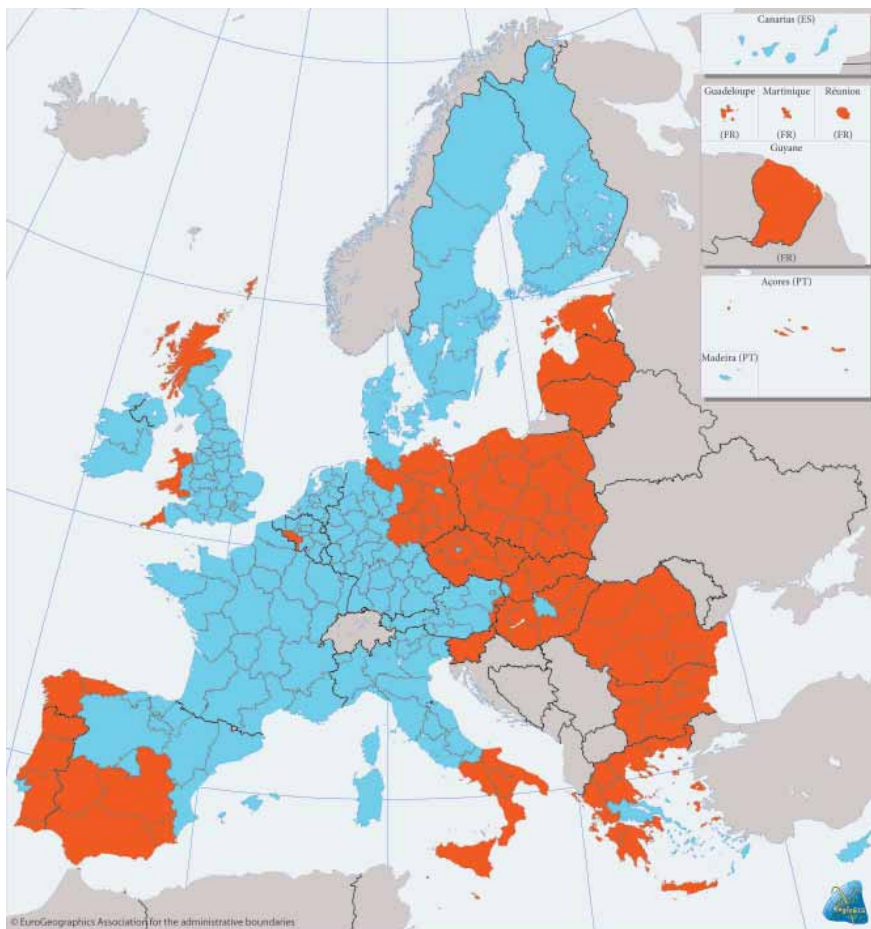 Canarias (ES)
Guadeloupe
Martinique
Réunion
(FR)
(FR)
(FR)
Guyane
(FR)
Açores (PT)
Madeira (PT)
© EuroGeographics Association for the administrative boundaries